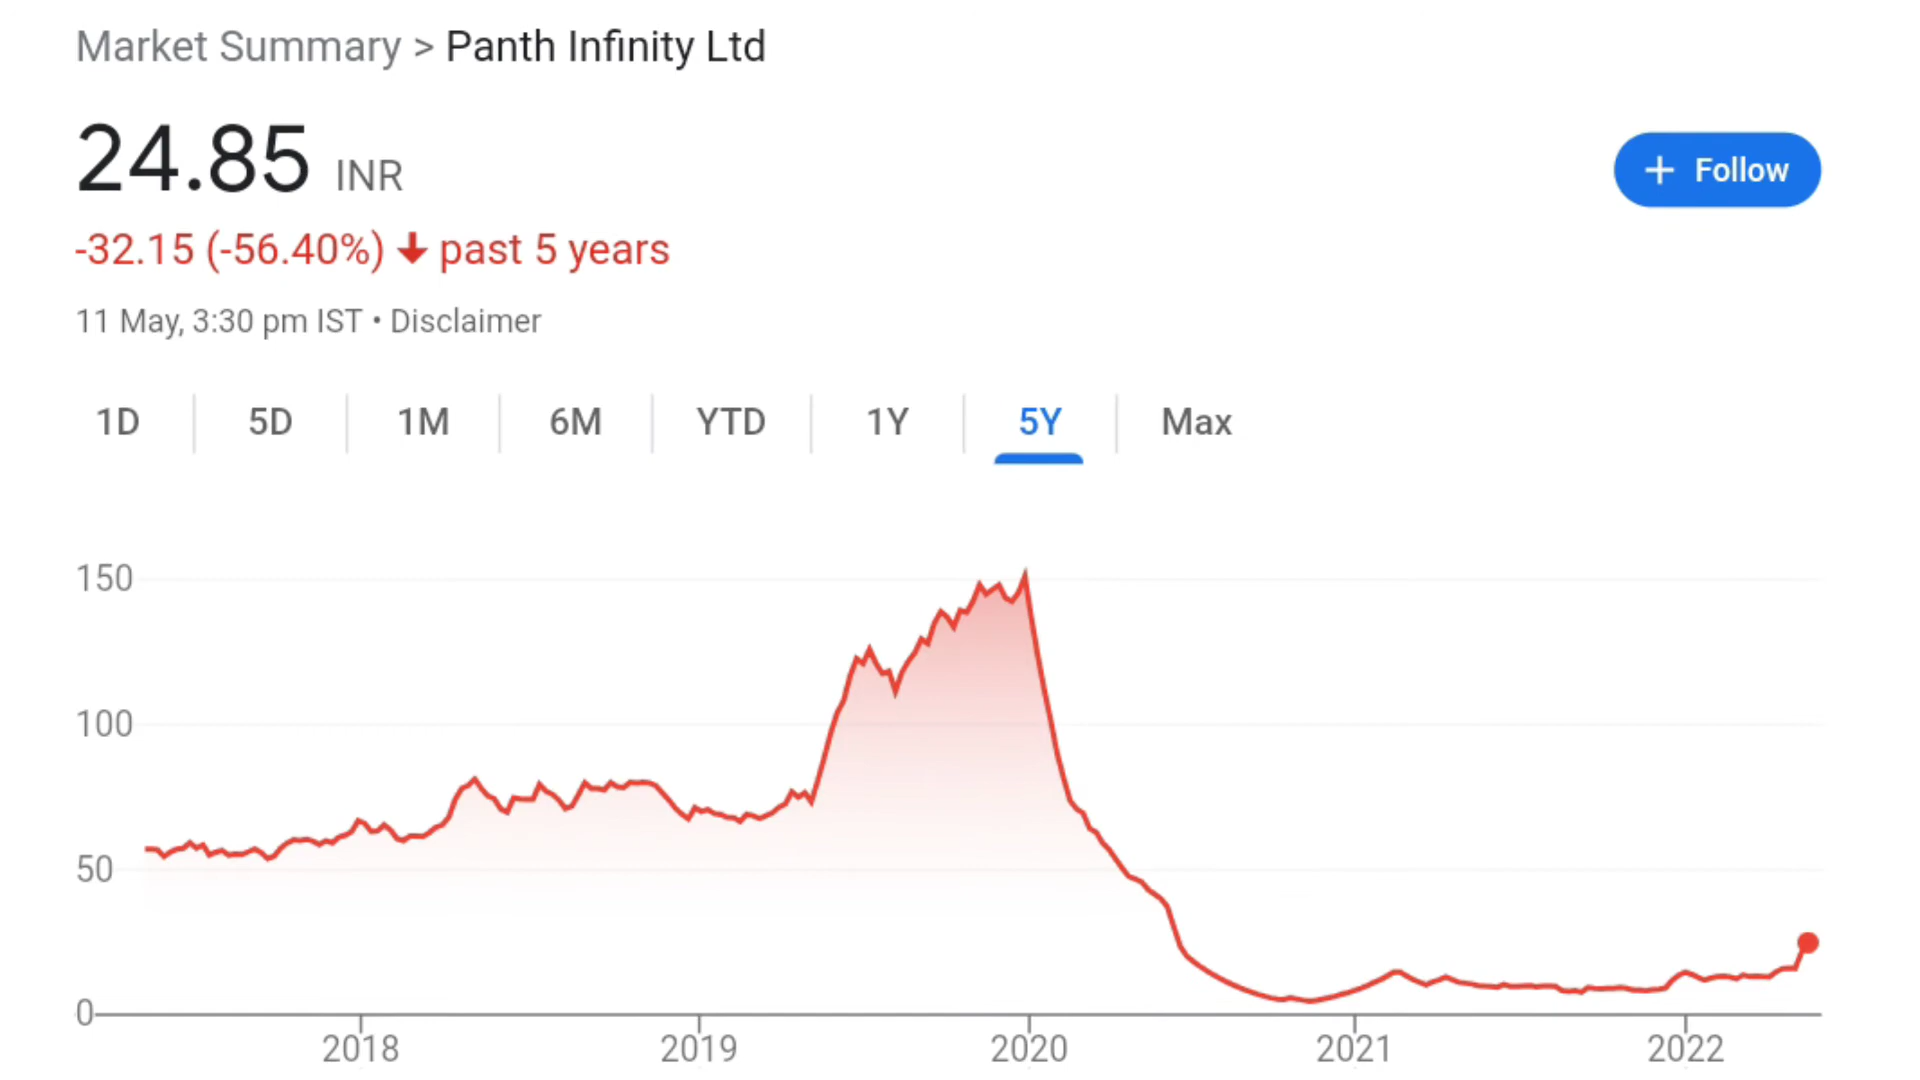 Market Summary > Panth Infinity Ltd
24.85 INR
+ Follow
-32.15 (-56.40%) ↓ past 5 years
11 May, 3:30 pm IST • Disclaimer
1D 5D 1M 6M YTD 1Y 5Y Max
150
100
50
0
2018 2019 2020 2021 2022